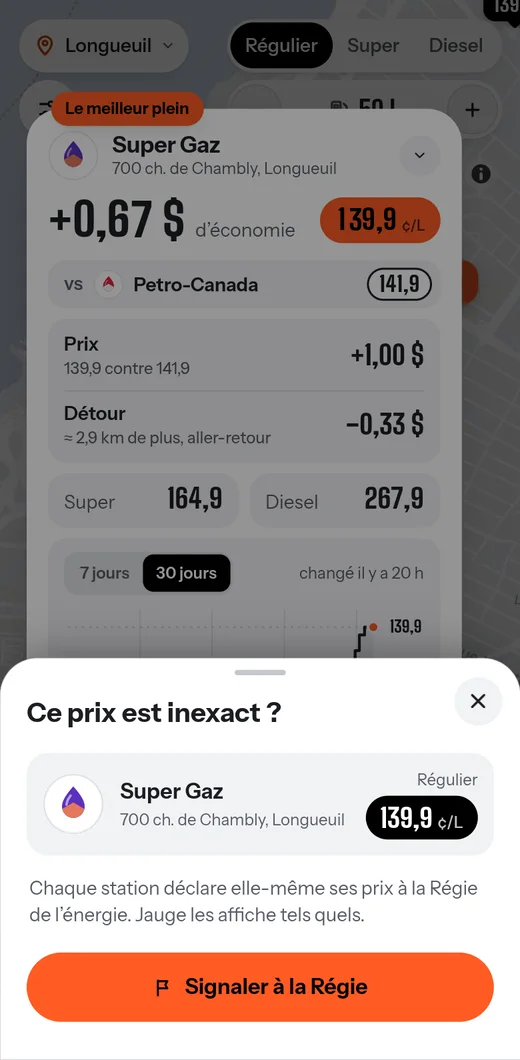 139
Longueuil
Régulier Super Diesel
50 L
Le meilleur plein
Super Gaz
700 ch. de Chambly, Longueuil
+0,67 $ d’économie 139,9 ¢/L
VS Petro-Canada 141,9
Prix
139,9 contre 141,9
+1,00 $
Détour
≈ 2,9 km de plus, aller-retour
−0,33 $
Super 164,9 Diesel 267,9
7 jours 30 jours changé il y a 20 h
139,9
Ce prix est inexact ?
Super Gaz
700 ch. de Chambly, Longueuil
Régulier
139,9 ¢/L
Chaque station déclare elle-même ses prix à la Régie
de l’énergie. Jauge les affiche tels quels.
Signaler à la Régie